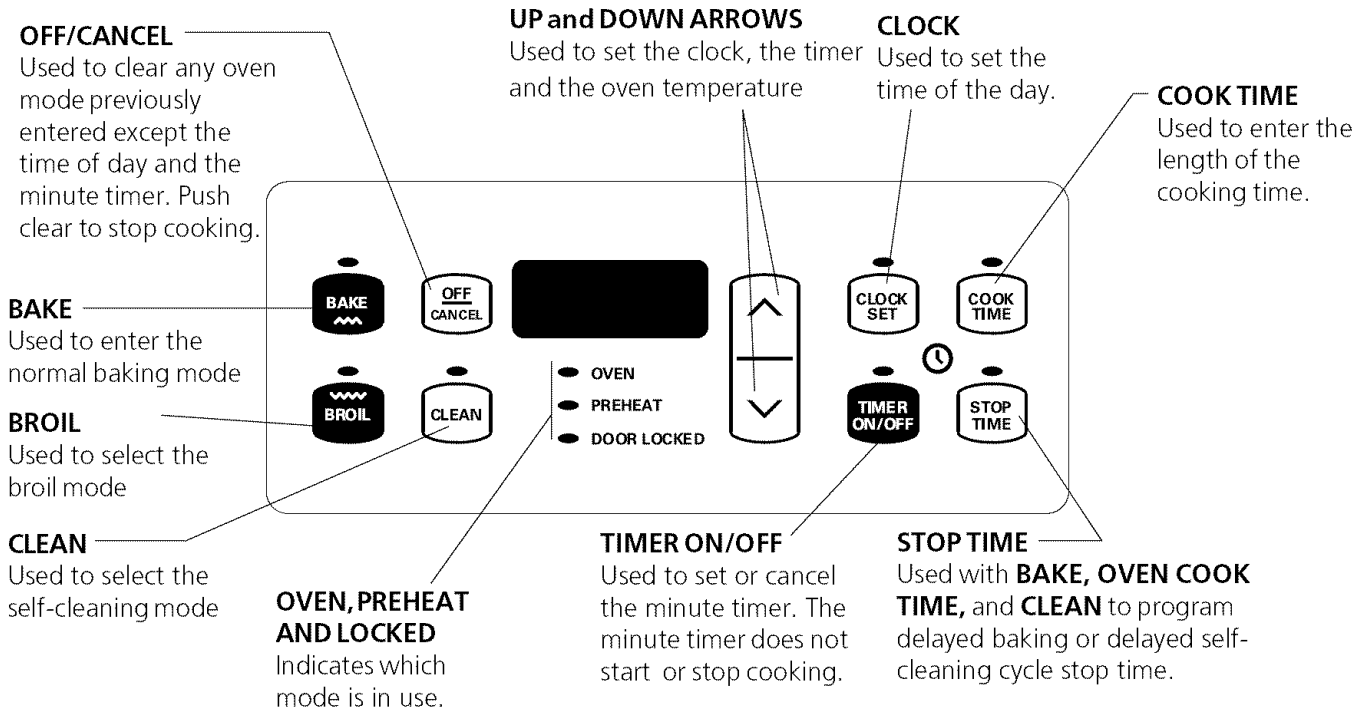 OFF/CANCEL
Used to clear any oven
mode previously
entered except the
time of day and the
minute timer. Push
clear to stop cooking.
UP and DOWN ARROWS
Used to set the clock, the timer
and the oven temperature
CLOCK
Used to set the
time of the day.
COOK TIME
Used to enter the
length of the
cooking time.
BAKE
Used to enter the
normal baking mode
BROIL
Used to select the
broil mode
CLEAN
Used to select the
self-cleaning mode
BAKE
OFF
CANCEL
BROIL
CLEAN
OVEN
PREHEAT
DOOR LOCKED
CLOCK
SET
COOK
TIME
TIMER
ON/OFF
STOP
TIME
OVEN, PREHEAT
AND LOCKED
Indicates which
mode is in use.
TIMER ON/OFF
Used to set or cancel
the minute timer. The
minute timer does not
start or stop cooking.
STOP TIME
Used with BAKE, OVEN COOK
TIME, and CLEAN to program
delayed baking or delayed self-
cleaning cycle stop time.